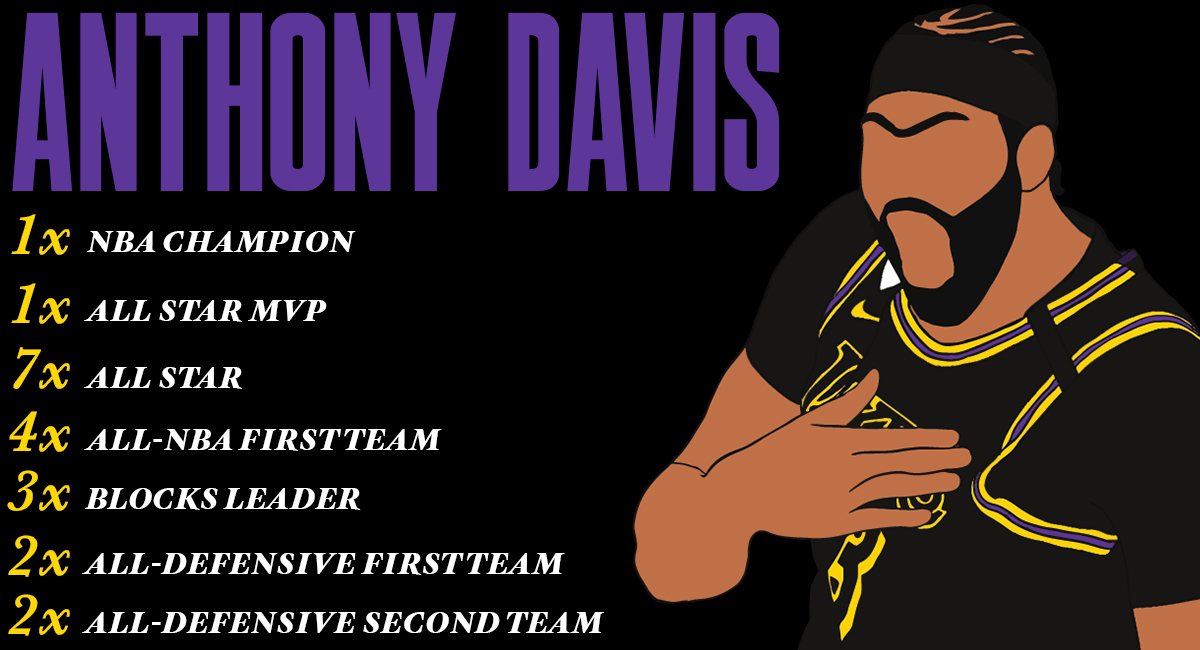 ANTHONY DAVIS
1x NBA CHAMPION
1x ALL STAR MVP
7x ALL STAR
4x ALL-NBA FIRST TEAM
3x BLOCKS LEADER
2x ALL-DEFENSIVE FIRST TEAM
2x ALL-DEFENSIVE SECOND TEAM